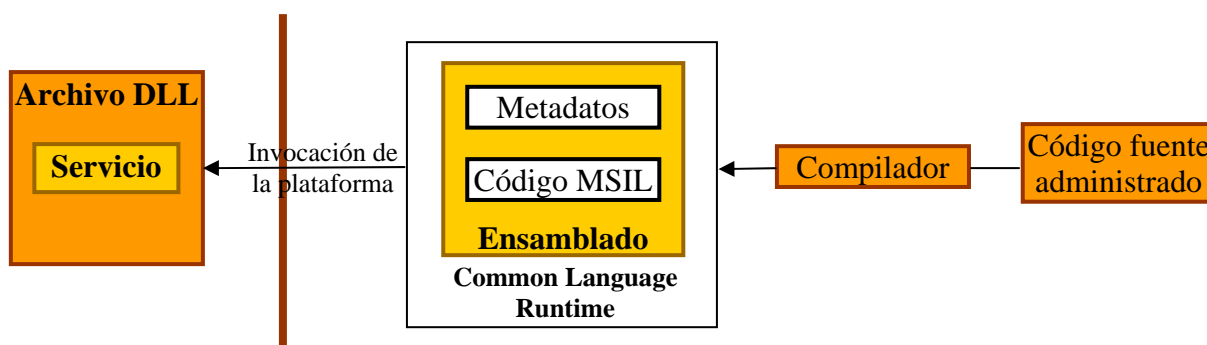 Archivo DLL
Servicio
Invocación de
la plataforma
Metadatos
Código MSIL
Ensamblado
Common Language
Runtime
Compilador
Código fuente
administrado